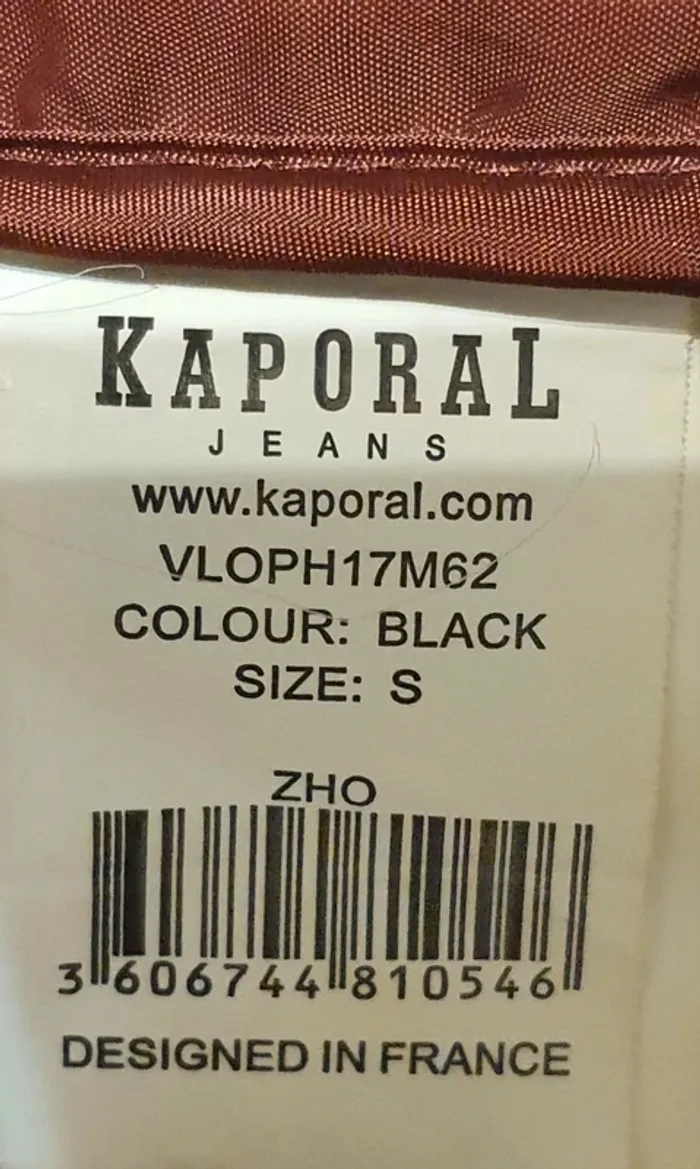 KAPORAL
JEANS
www.kaporal.com
VLOPH17M62
COLOUR: BLACK
SIZE: S
ZHO
3 606744 810546
DESIGNED IN FRANCE